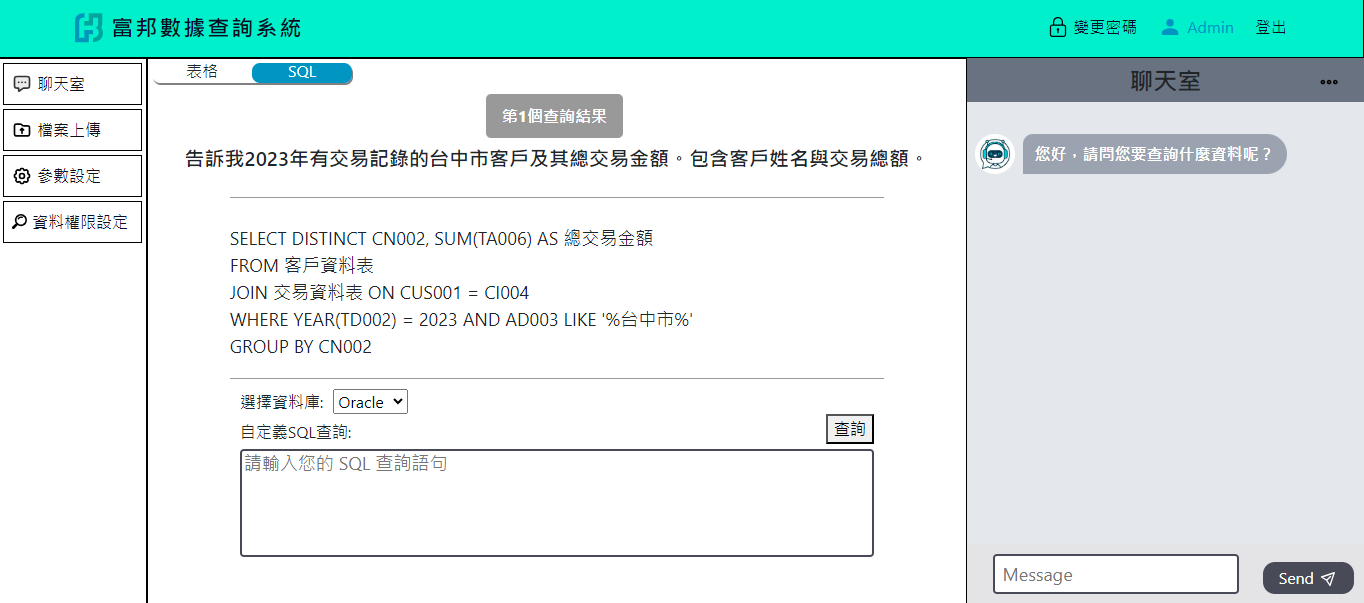 富邦數據查詢系統
變更密碼
Admin
登出
聊天室
檔案上傳
參數設定
資料權限設定
表格
SQL
第1個查詢結果
告訴我2023年有交易記錄的台中市客戶及其總交易金額。包含客戶姓名與交易總額。
SELECT DISTINCT CN002, SUM(TA006) AS 總交易金額
FROM 客戶資料表
JOIN 交易資料表 ON CUS001 = CI004
WHERE YEAR(TD002) = 2023 AND AD003 LIKE '%台中市%'
GROUP BY CN002
選擇資料庫: Oracle
自定義SQL查詢:
查詢
請輸入您的 SQL 查詢語句
聊天室
您好，請問您要查詢什麼資料呢？
Message
Send